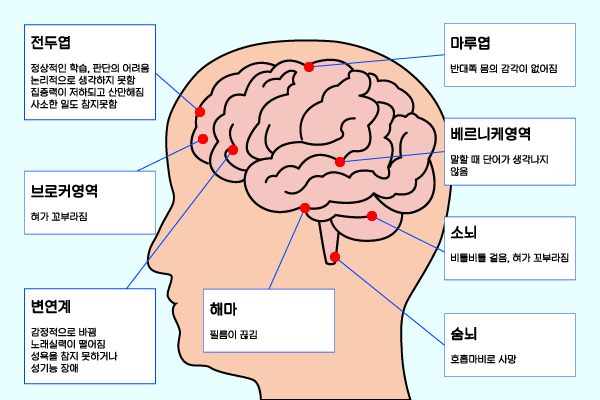 전두엽
정상적인 학습, 판단의 어려움
논리적으로 생각하지 못함
집중력이 저하되고 산만해짐
사소한 일도 참지못함
브로커영역
혀가 꼬부라짐
변연계
감정적으로 바뀜
노래실력이 떨어짐
성욕을 참지 못하거나
성기능 장애
해마
필름이 끊김
마루엽
반대쪽 몸의 감각이 없어짐
베르니케영역
말할 때 단어가 생각나지
않음
소뇌
비틀비틀 걸음, 혀가 꼬부라짐
숨뇌
호흡마비로 사망